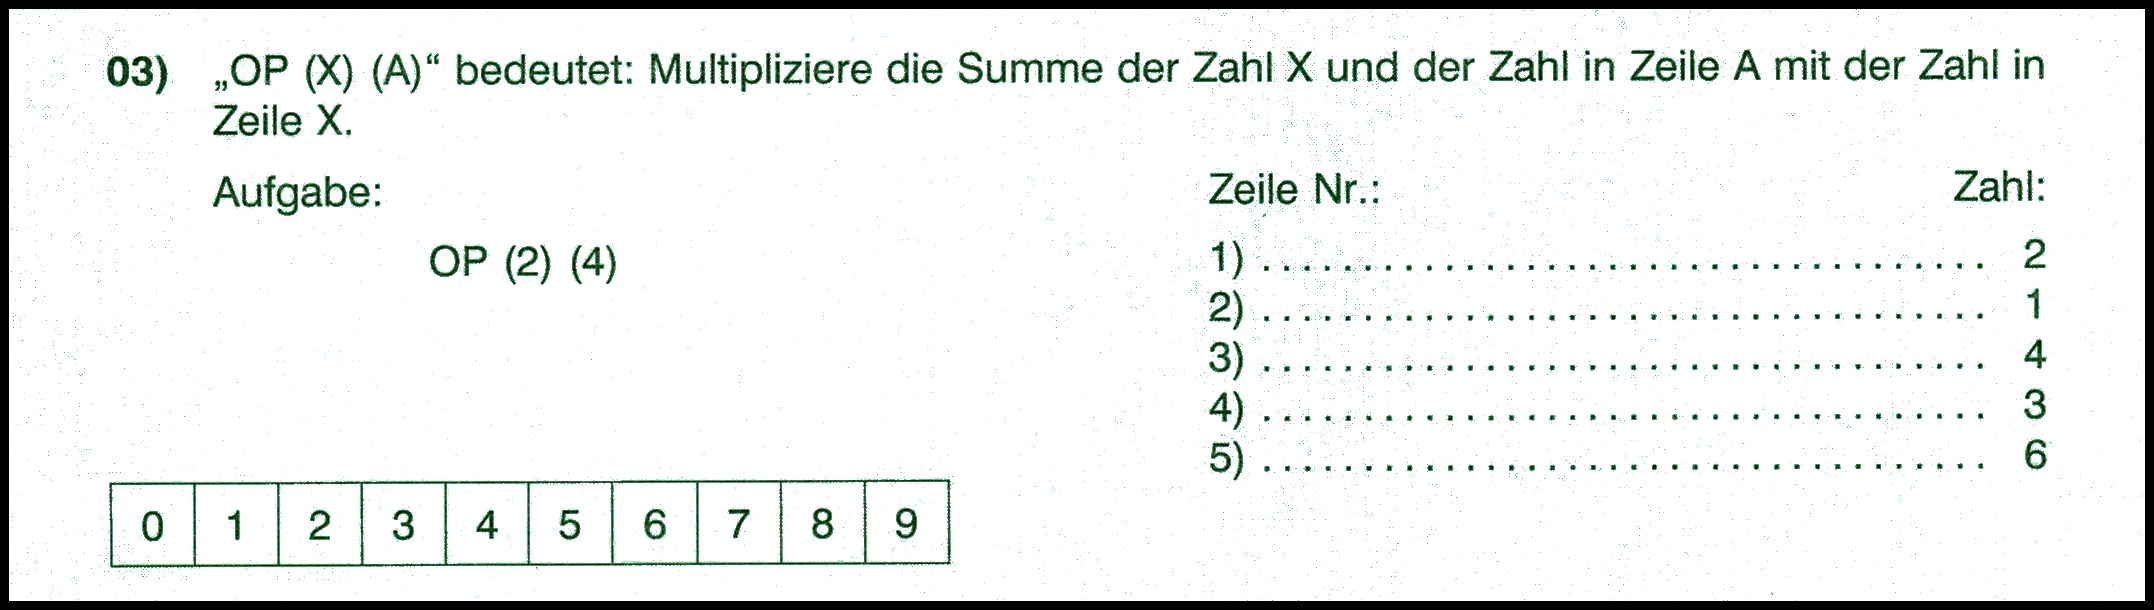 03) „OP (X) (A)“ bedeutet: Multipliziere die Summe der Zahl X und der Zahl in Zeile A mit der Zahl in
Zeile X.
Aufgabe:
OP (2) (4)
Zeile Nr.: Zahl:
1) .................................... 2
2) .................................... 1
3) .................................... 4
4) .................................... 3
5) .................................... 6
0 1 2 3 4 5 6 7 8 9